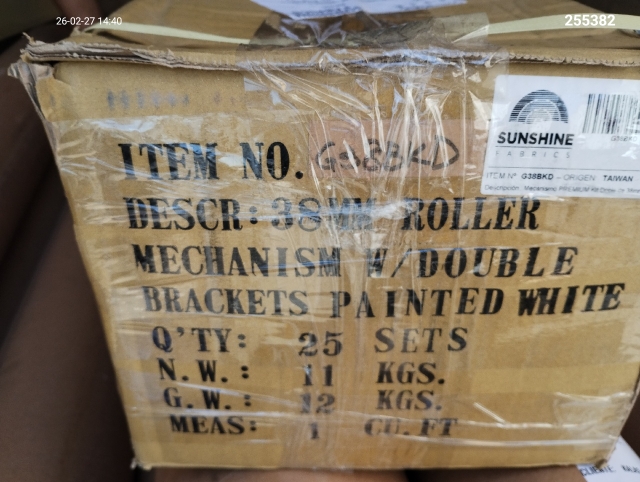 26-02-27 14:40
255382
SUNSHINE
FABRICS
ITEM Nº G38BKD - ORIGEN: TAIWAN
ITEM NO. G38BKD
DESCR: 38MM ROLLER
MECHANISM W/DOUBLE
BRACKETS PAINTED WHITE
Q'TY: 25 SETS
N.W.: 11 KGS.
G.W.: 12 KGS.
MEAS: 1 CU.FT